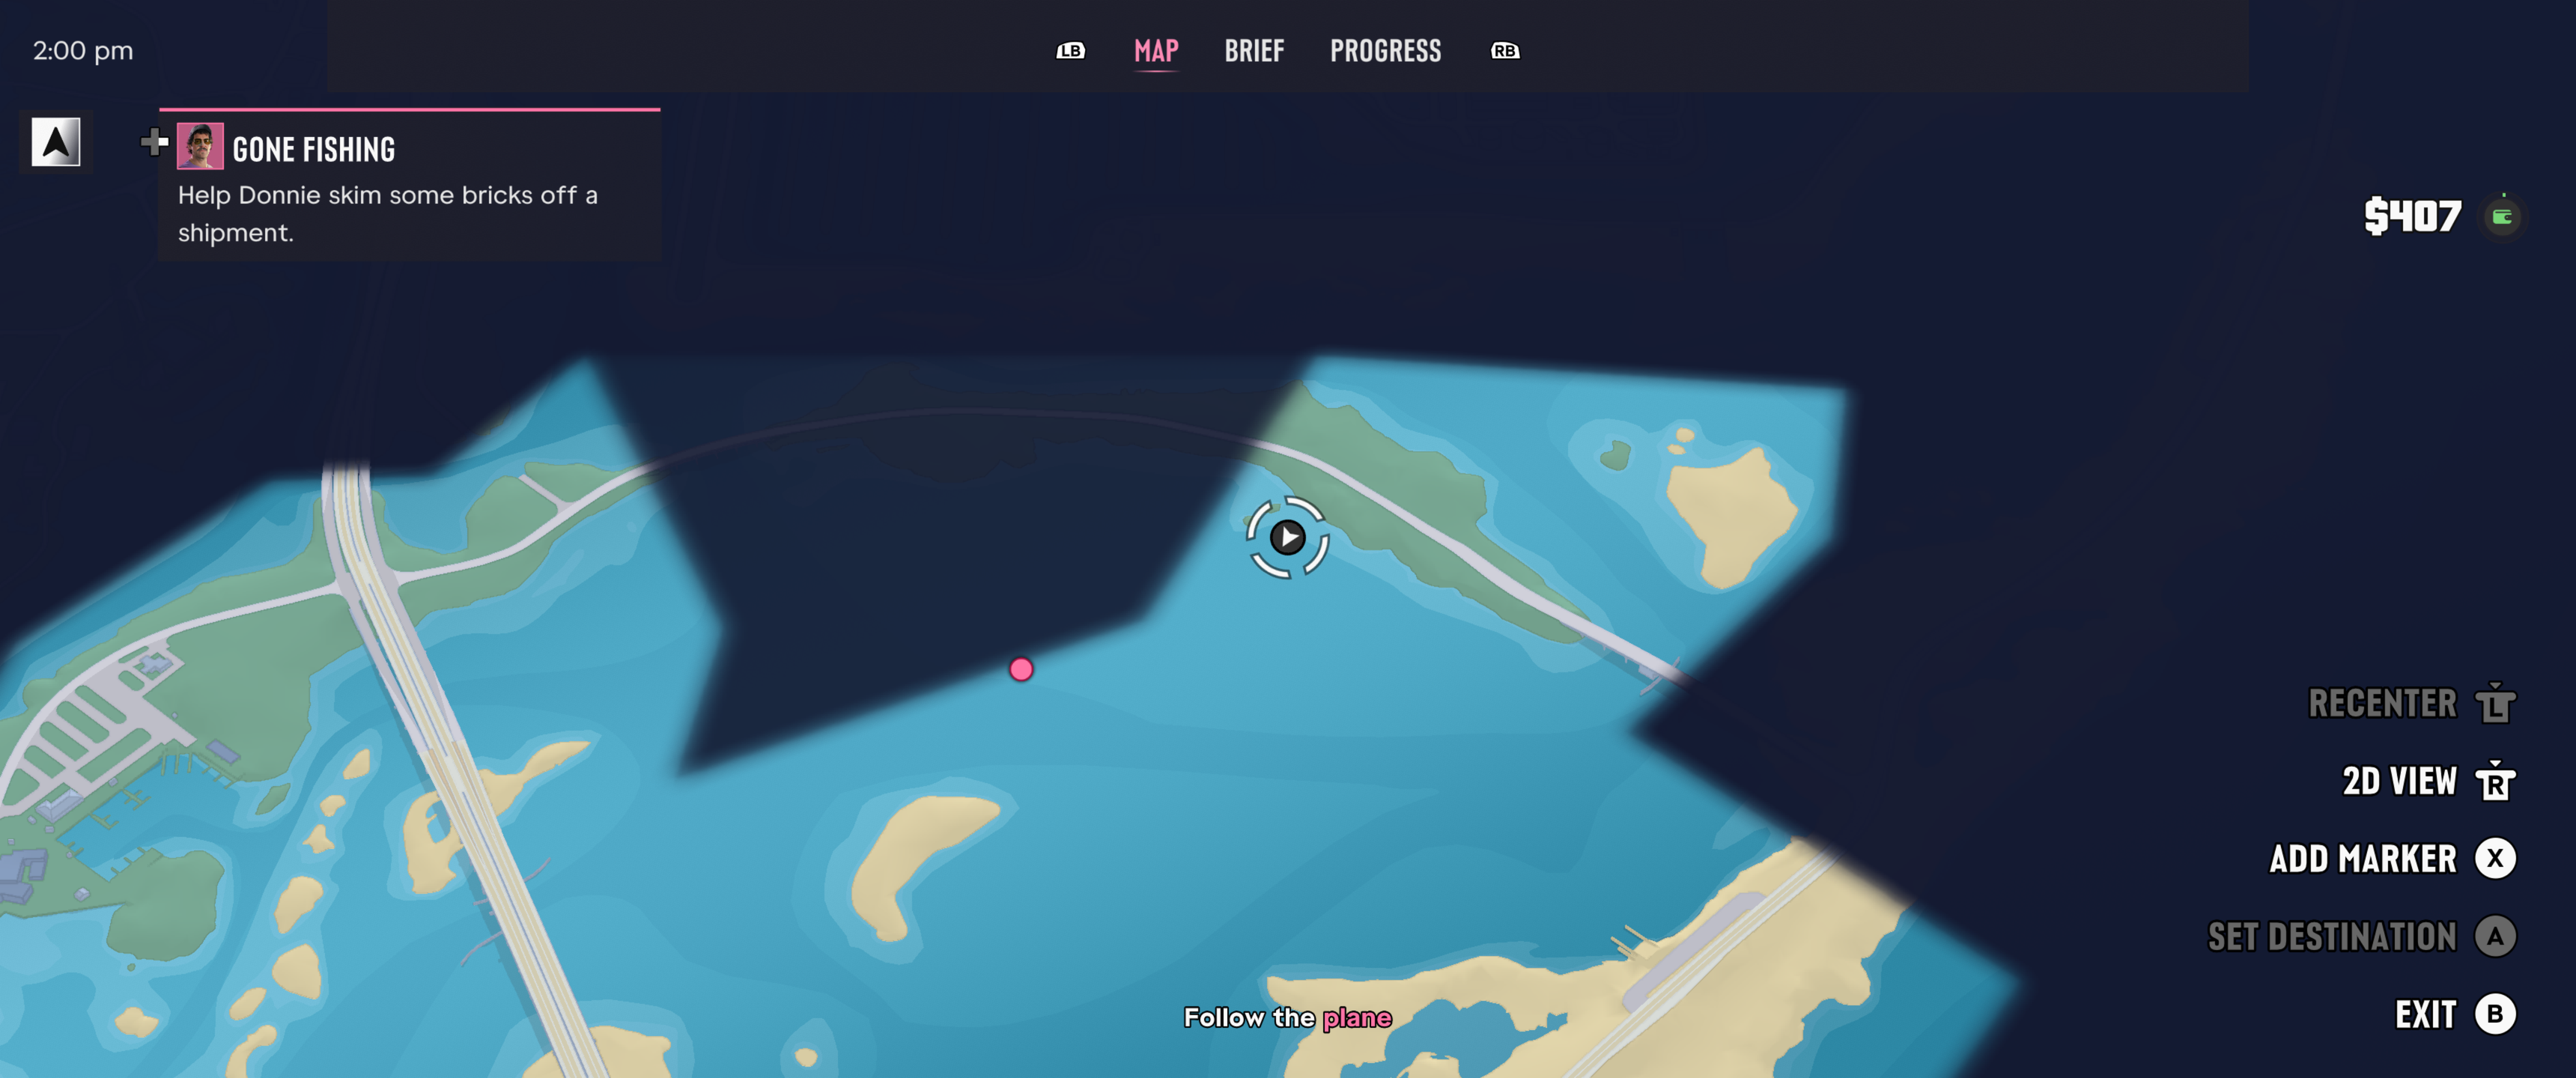 2:00 pm
LB MAP BRIEF PROGRESS RB
GONE FISHING
Help Donnie skim some bricks off a
shipment.
$407
RECENTER L
2D VIEW R
ADD MARKER X
SET DESTINATION A
EXIT B
Follow the plane